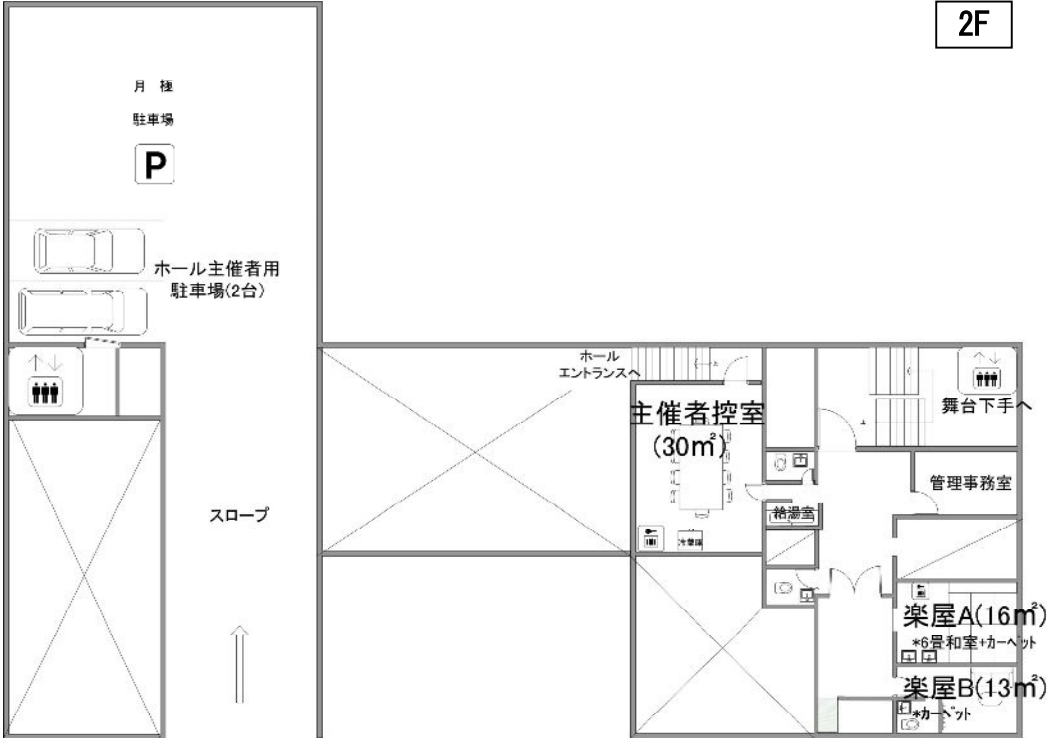 2F
月 極
駐車場
P
ホール主催者用
駐車場(2台)
ホール
エントランスへ
主催者控室
(30㎡)
舞台下手へ
管理事務室
給湯室
スロープ
冷蔵庫
楽屋A(16㎡)
*6畳和室+カーペット
楽屋B(13㎡)
*カーペット